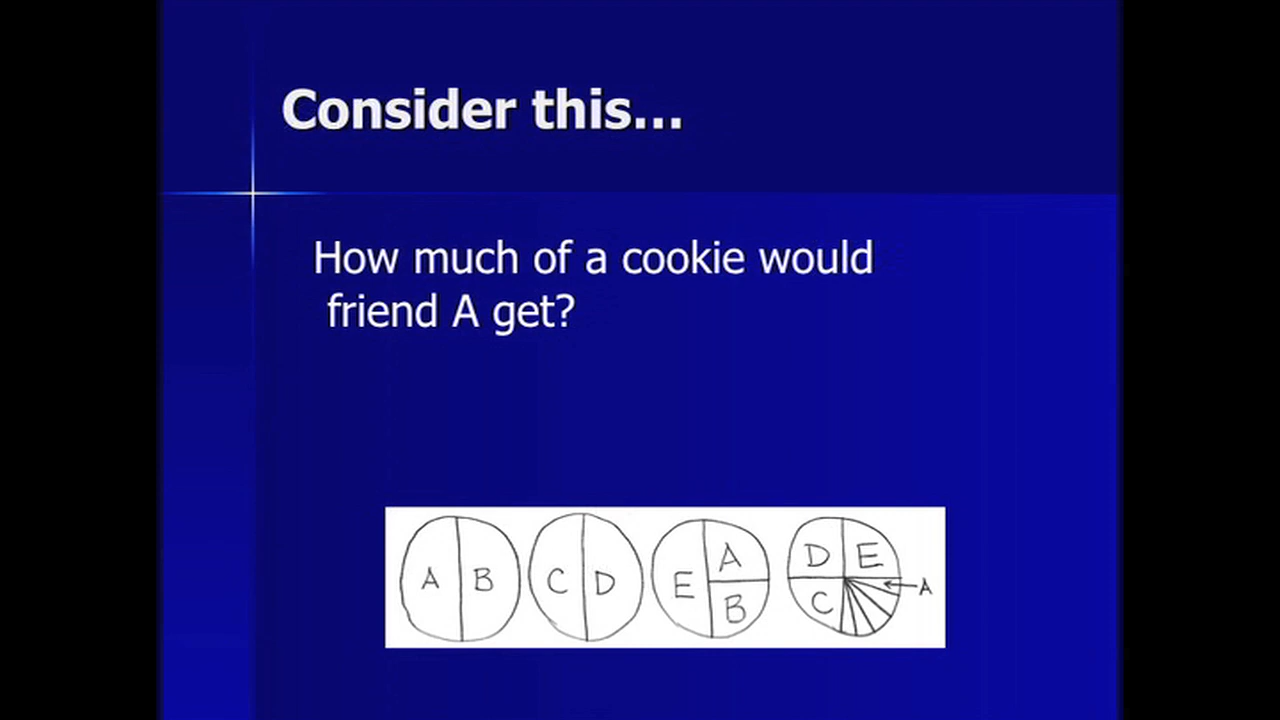 Consider this...
How much of a cookie would
friend A get?
A B C D E A B D E C A